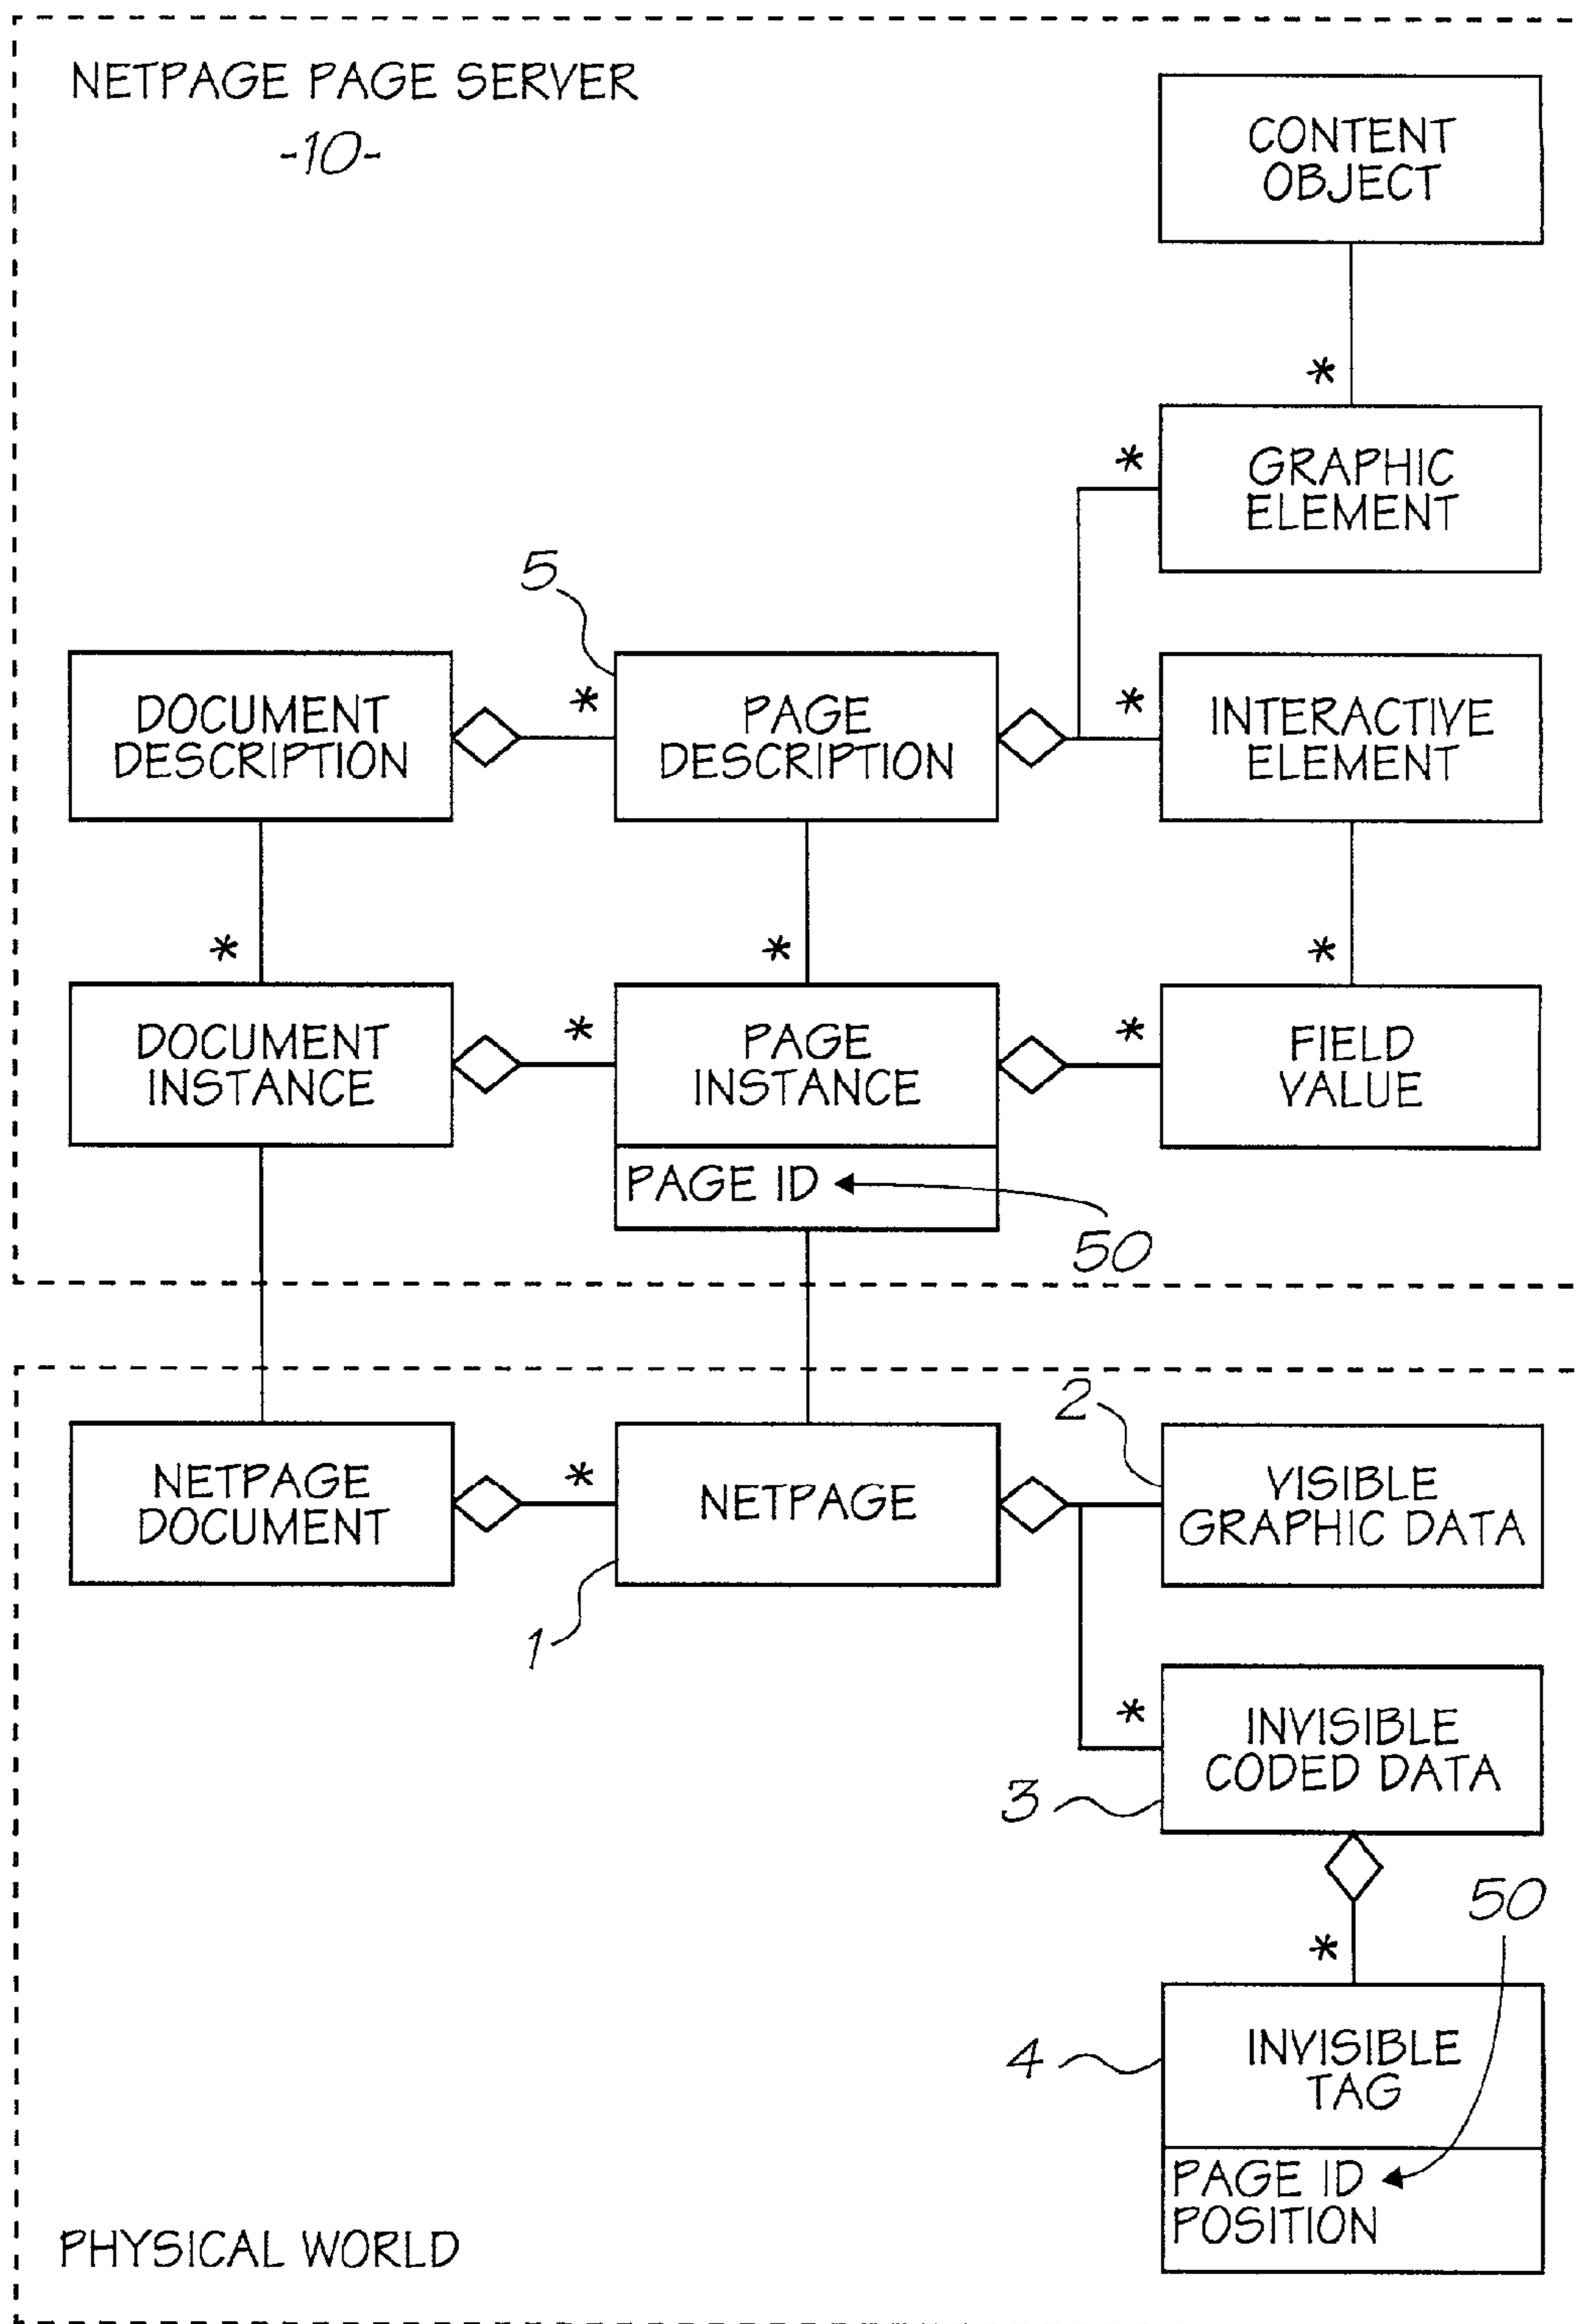 NETPAGE PAGE SERVER
-10-
CONTENT
OBJECT
*
*
GRAPHIC
ELEMENT
5
DOCUMENT
DESCRIPTION
*
PAGE
DESCRIPTION
*
INTERACTIVE
ELEMENT
*
*
*
DOCUMENT
INSTANCE
*
PAGE
INSTANCE
PAGE ID
50
*
FIELD
VALUE
NETPAGE
DOCUMENT
*
NETPAGE
1
2
VISIBLE
GRAPHIC DATA
*
INVISIBLE
CODED DATA
3
*
50
4
INVISIBLE
TAG
PAGE ID
POSITION
PHYSICAL WORLD